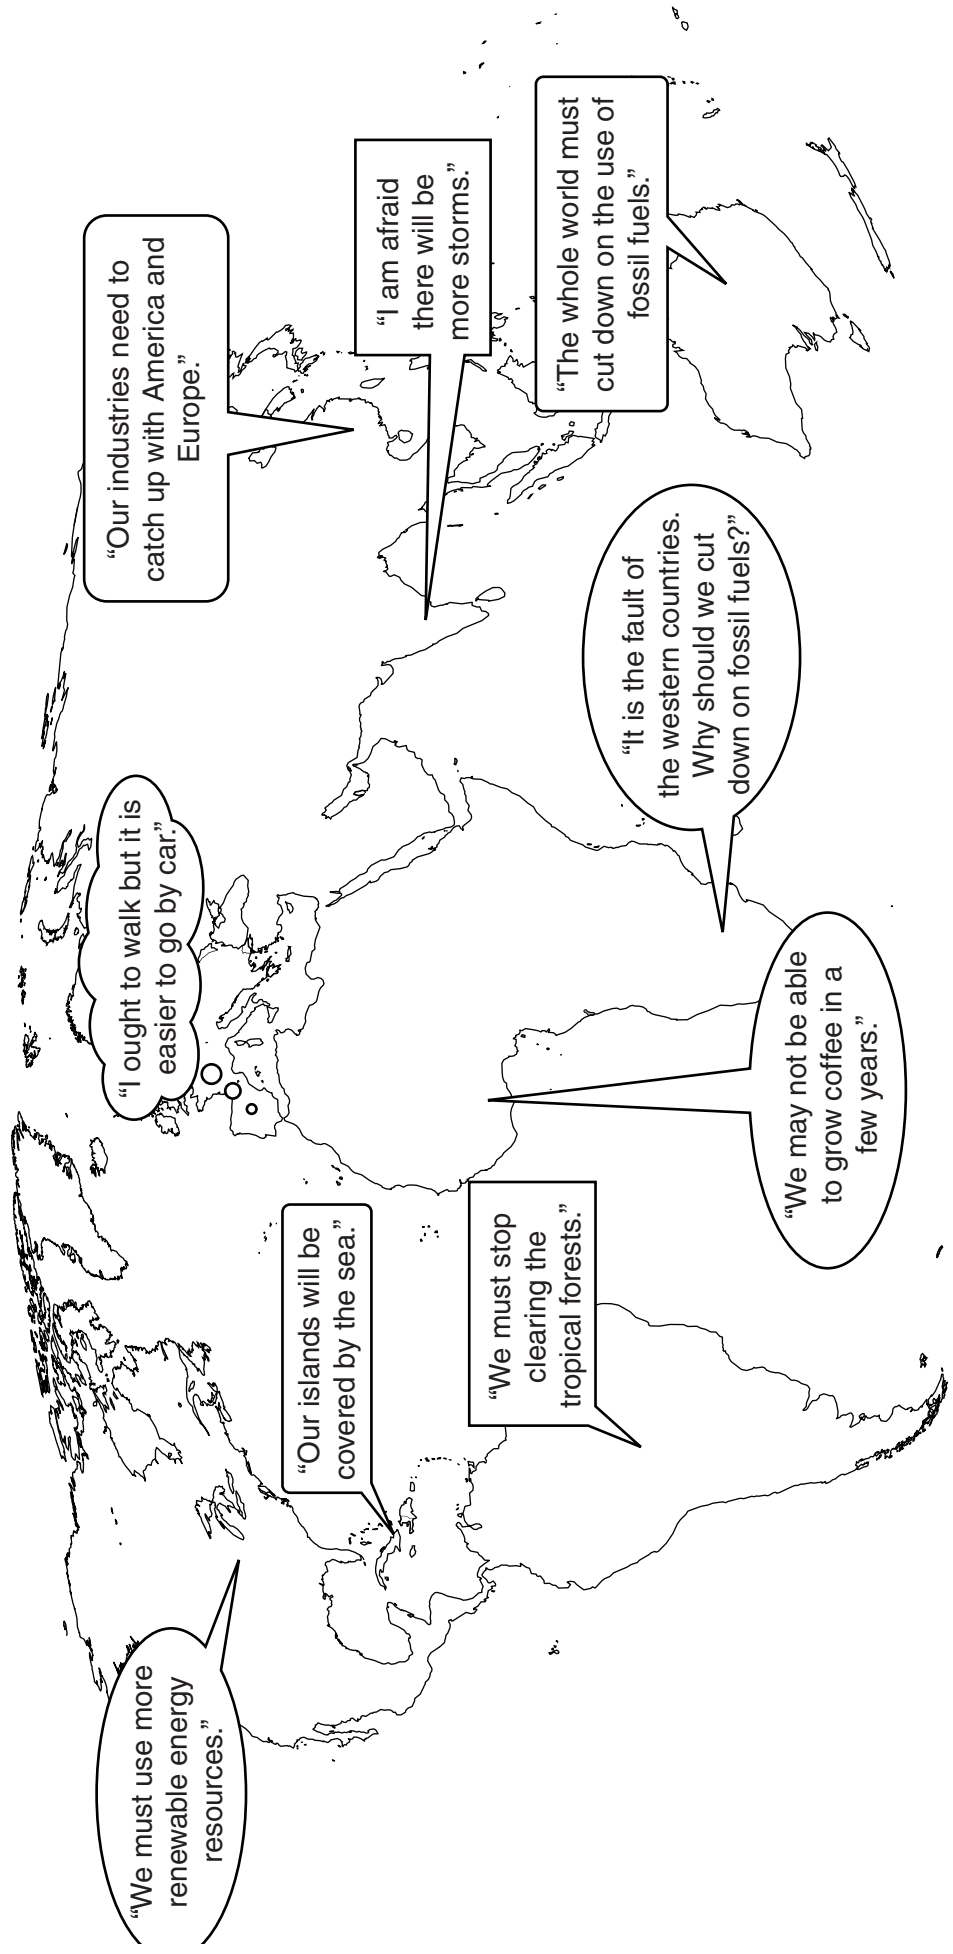 “We must use more
renewable energy
resources.”
“Our islands will be
covered by the sea.”
“We must stop
clearing the
tropical forests.”
“I ought to walk but it is
easier to go by car.”
“We may not be able
to grow coffee in a
few years.”
“It is the fault of
the western countries.
Why should we cut
down on fossil fuels?”
“Our industries need to
catch up with America and
Europe.”
“I am afraid
there will be
more storms.”
“The whole world must
cut down on the use of
fossil fuels.”